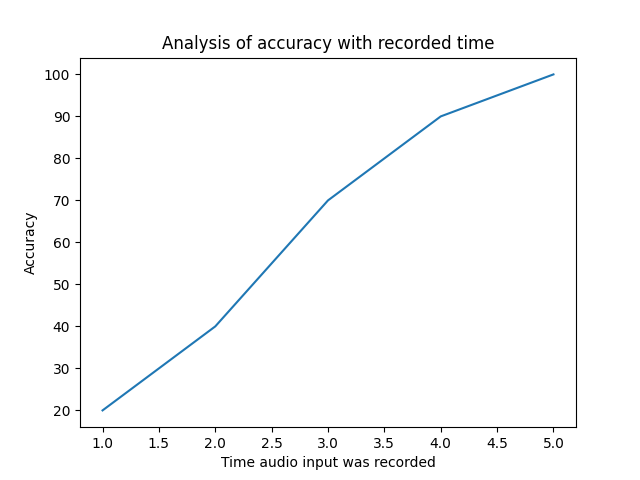 Analysis of accuracy with recorded time
100
90
80
70
60
50
40
30
20
Accuracy
1.0 1.5 2.0 2.5 3.0 3.5 4.0 4.5 5.0
Time audio input was recorded